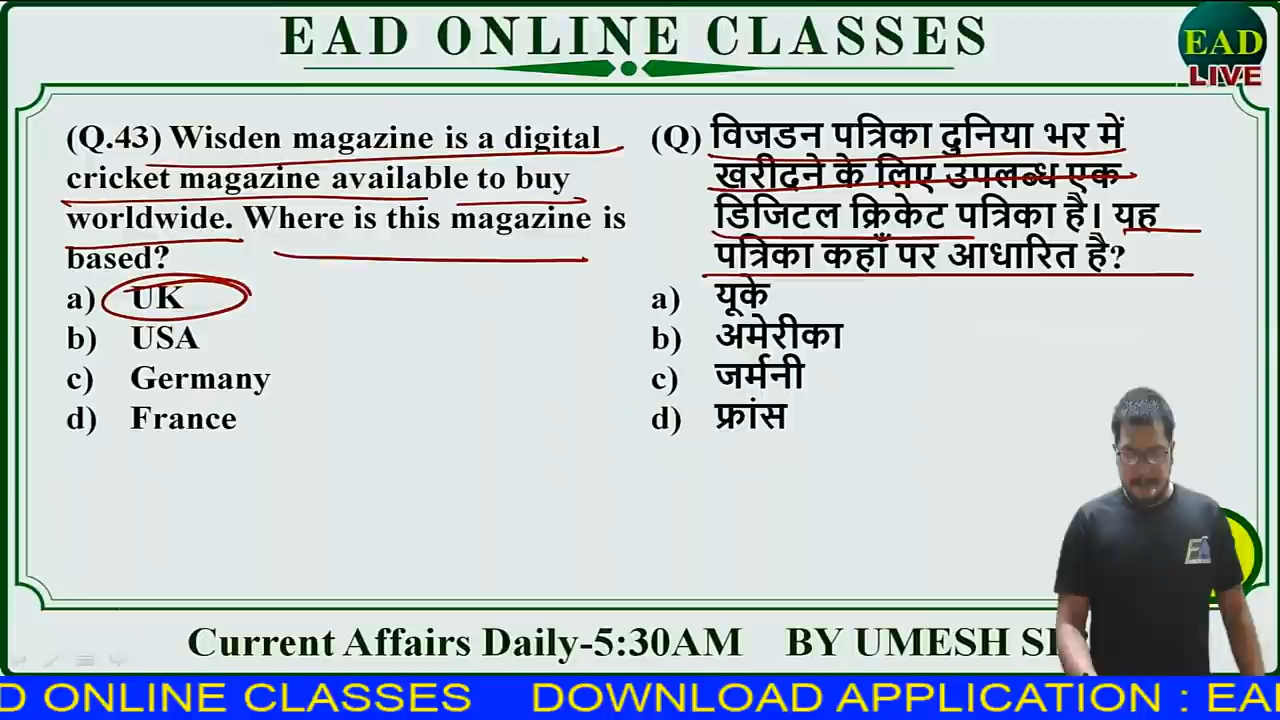 EAD ONLINE CLASSES
EAD
LIVE
(Q.43) Wisden magazine is a digital
cricket magazine available to buy
worldwide. Where is this magazine is
based?
a) UK
b) USA
c) Germany
d) France
(Q) विजडन पत्रिका दुनिया भर में
खरीदने के लिए उपलब्ध एक
डिजिटल क्रिकेट पत्रिका है। यह
पत्रिका कहाँ पर आधारित है?
a) यूके
b) अमेरीका
c) जर्मनी
d) फ्रांस
Current Affairs Daily-5:30AM BY UMESH
ONLINE CLASSES DOWNLOAD APPLICATION :